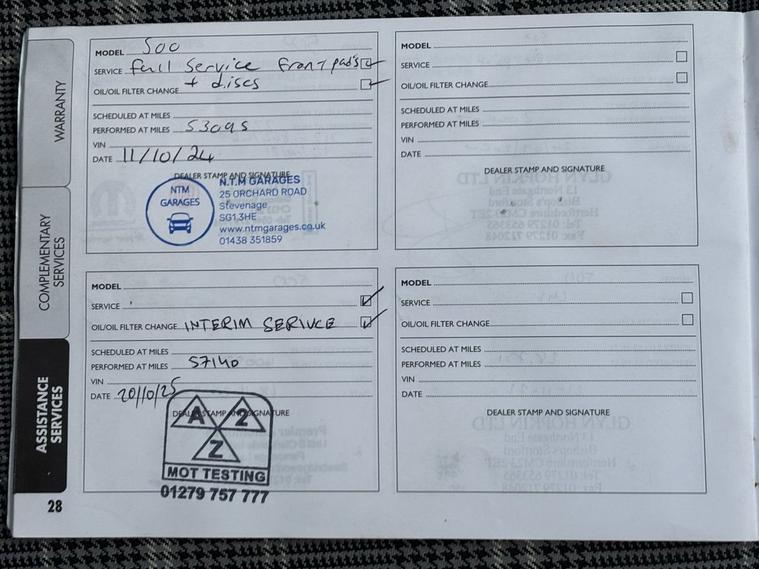 WARRANTY
COMPLEMENTARY
SERVICES
ASSISTANCE
SERVICES
28
MODEL 500
SERVICE full service front pads
+ discs
OIL/OIL FILTER CHANGE
SCHEDULED AT MILES
PERFORMED AT MILES 53095
VIN
DATE 11/10/24
DEALER STAMP AND SIGNATURE
NTM
GARAGES
N.T.M GARAGES
25 ORCHARD ROAD
Stevenage
SG1 3HE
www.ntmgarages.co.uk
01438 351859
MODEL
SERVICE
OIL/OIL FILTER CHANGE
SCHEDULED AT MILES
PERFORMED AT MILES
VIN
DATE
DEALER STAMP AND SIGNATURE
MODEL
SERVICE
OIL/OIL FILTER CHANGE INTERIM SERIVCE
SCHEDULED AT MILES
PERFORMED AT MILES 57140
VIN
DATE 20/10/25
DEALER STAMP AND SIGNATURE
A 2
Z
MOT TESTING
01279 757 777
MODEL
SERVICE
OIL/OIL FILTER CHANGE
SCHEDULED AT MILES
PERFORMED AT MILES
VIN
DATE
DEALER STAMP AND SIGNATURE